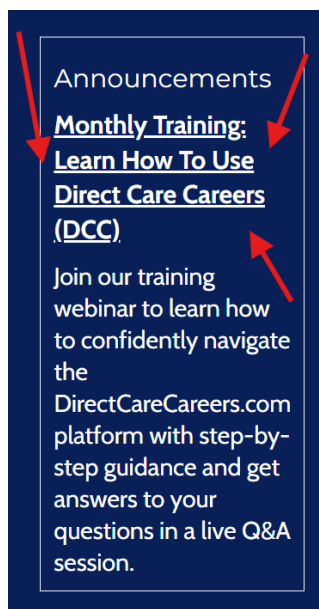 Announcements
Monthly Training:
Learn How To Use
Direct Care Careers
(DCC)
Join our training
webinar to learn how
to confidently navigate
the
DirectCareCareers.com
platform with step-by-
step guidance and get
answers to your
questions in a live Q&A
session.